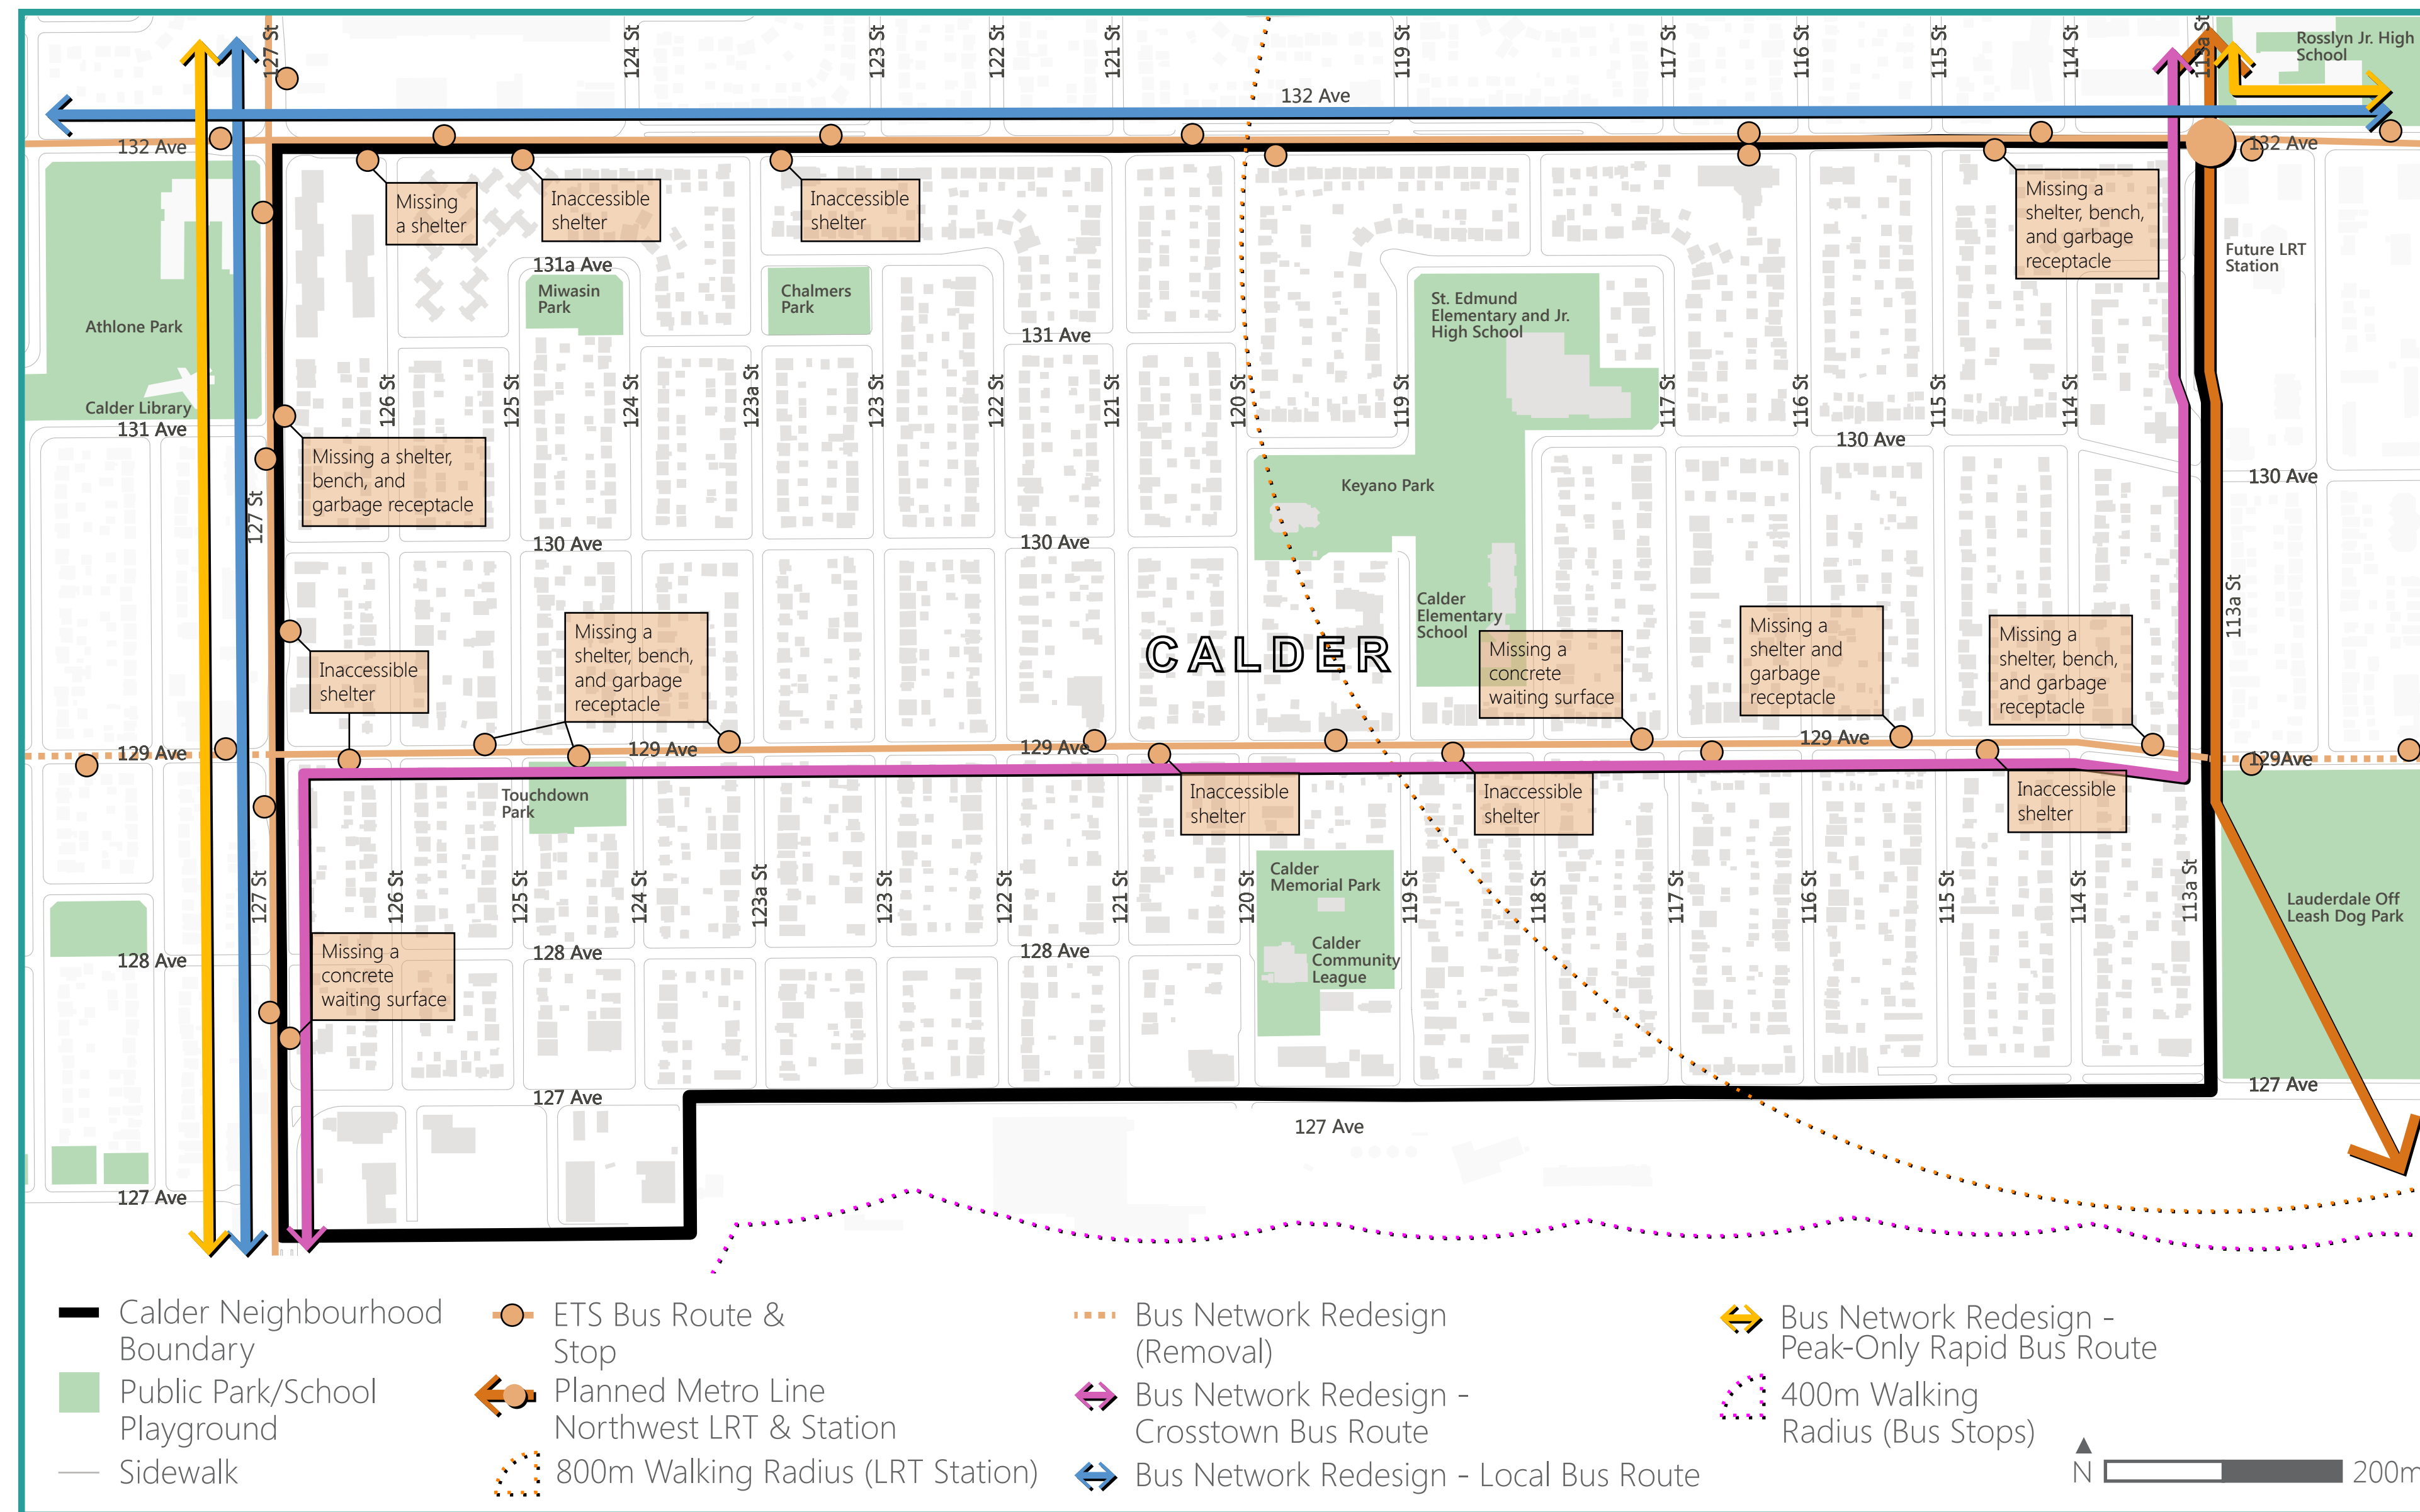 127 St
124 St
123 St
122 St
121 St
119 St
117 St
116 St
115 St
114 St
113a St
Rosslyn Jr. High
School
132 Ave
132 Ave
132 Ave
Missing
a shelter
Inaccessible
shelter
Inaccessible
shelter
Missing a
shelter, bench,
and garbage
receptacle
Future LRT
Station
131a Ave
Miwasin
Park
Chalmers
Park
St. Edmund
Elementary and Jr.
High School
Athlone Park
131 Ave
Calder Library
131 Ave
126 St
125 St
124 St
123a St
123 St
122 St
121 St
120 St
119 St
117 St
116 St
115 St
114 St
130 Ave
Missing a shelter,
bench, and
garbage receptacle
127 St
Keyano Park
130 Ave
130 Ave
130 Ave
113a St
Calder
Elementary
School
CALDER
Inaccessible
shelter
Missing a
shelter, bench,
and garbage
receptacle
Missing a
concrete
waiting surface
Missing a
shelter and
garbage
receptacle
Missing a
shelter, bench,
and garbage
receptacle
129 Ave
129 Ave
129 Ave
129 Ave
129Ave
Touchdown
Park
Inaccessible
shelter
Inaccessible
shelter
Inaccessible
shelter
127 St
126 St
125 St
124 St
123a St
123 St
122 St
121 St
120 St
Calder
Memorial Park
119 St
118 St
117 St
116 St
115 St
114 St
113a St
Lauderdale Off
Leash Dog Park
Missing a
concrete
waiting surface
128 Ave
128 Ave
128 Ave
Calder
Community
League
127 Ave
127 Ave
127 Ave
127 Ave
Calder Neighbourhood
Boundary
Public Park/School
Playground
Sidewalk
ETS Bus Route &
Stop
Planned Metro Line
Northwest LRT & Station
800m Walking Radius (LRT Station)
Bus Network Redesign
(Removal)
Bus Network Redesign -
Crosstown Bus Route
Bus Network Redesign - Local Bus Route
Bus Network Redesign -
Peak-Only Rapid Bus Route
400m Walking
Radius (Bus Stops)
N
200m